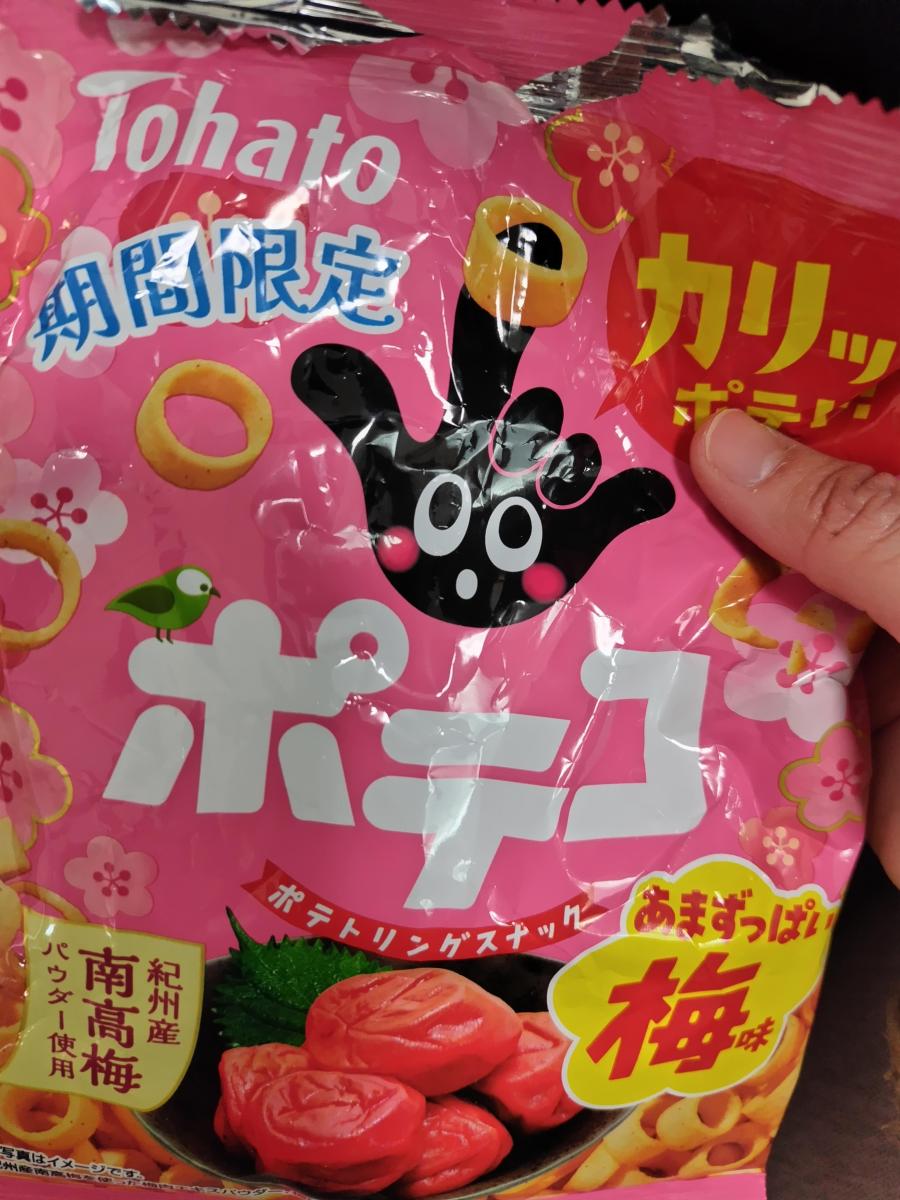 Tohato
期間限定
カリッ
ポテコ
ポテトリングスナック
あまずっぱい
梅味
紀州産
南高梅
パウダー使用
写真はイメージです。